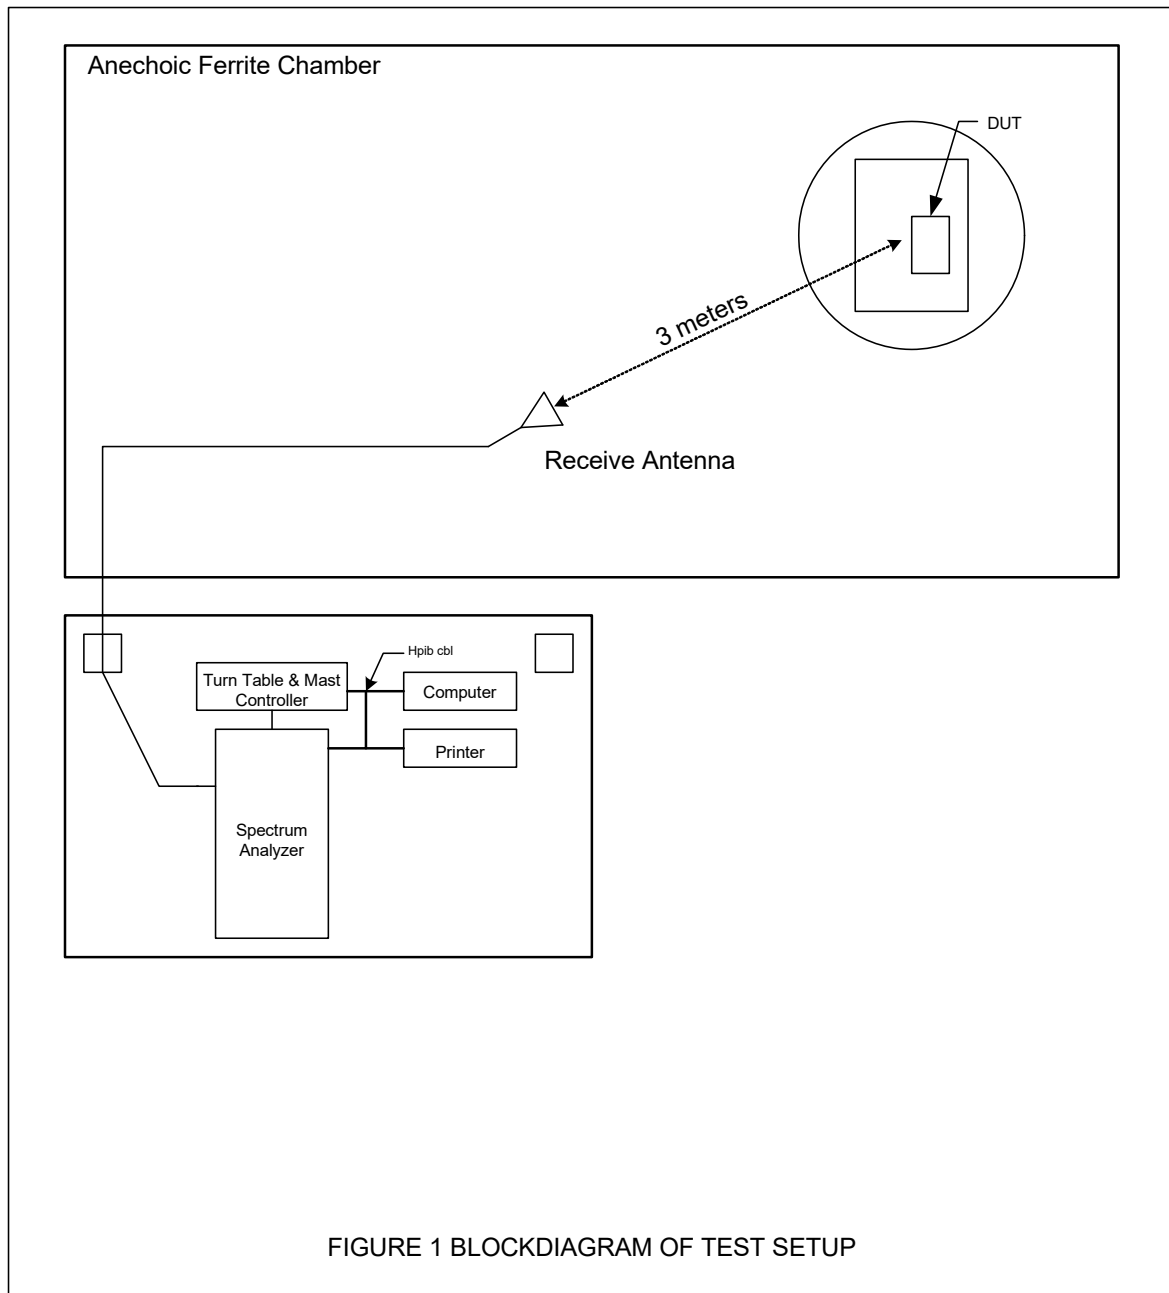 Anechoic Ferrite Chamber
DUT
3 meters
Receive Antenna
Hpib cbl
Turn Table & Mast
Controller
Computer
Printer
Spectrum
Analyzer
FIGURE 1 BLOCKDIAGRAM OF TEST SETUP